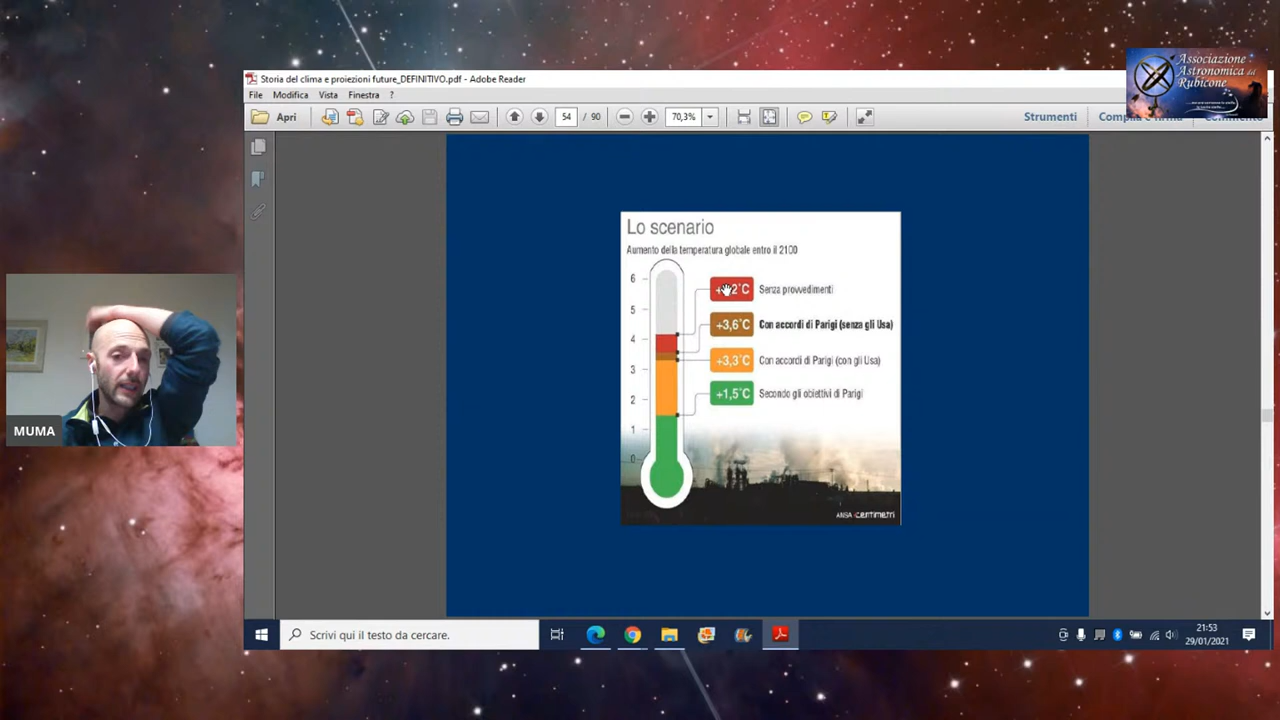 Associazione
Astronomica del
Rubicone
Storia del clima e proiezioni future_DEFINITIVO.pdf - Adobe Reader
File Modifica Vista Finestra ?
Apri 54 / 90 70,3% Strumenti
Lo scenario
Aumento della temperatura globale entro il 2100
6
5
4
3
2
1
0
Senza provvedimenti
+3,6°C Con accordi di Parigi (senza gli Usa)
+3,3°C Con accordi di Parigi (con gli Usa)
+1,5°C Secondo gli obiettivi di Parigi
ANSA centimetri
MUMA
Scrivi qui il testo da cercare.
21:53
29/01/2021